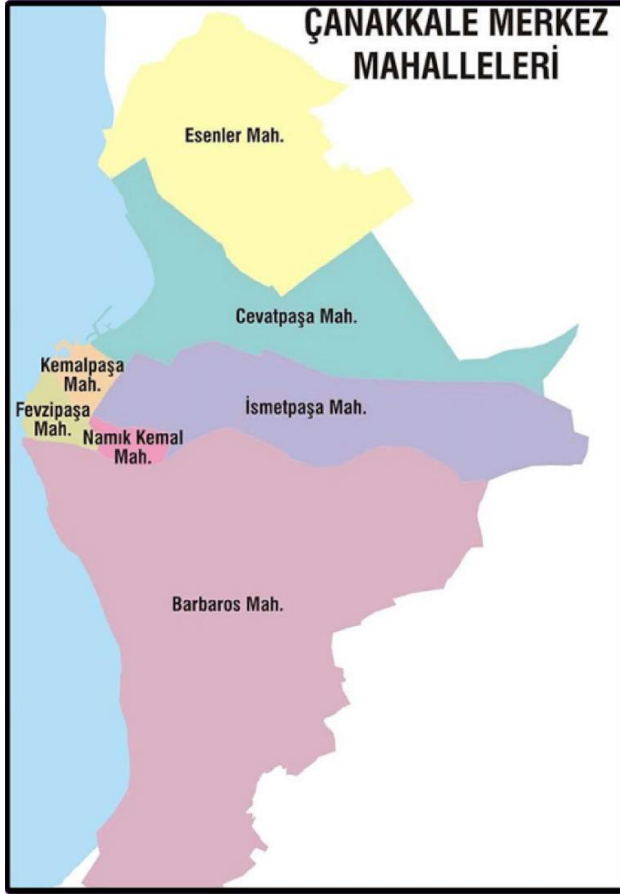 ÇANAKKALE MERKEZ
MAHALLELERİ
Esenler Mah.
Cevatpaşa Mah.
Kemalpaşa
Mah.
İsmetpaşa Mah.
Fevzipaşa
Mah.
Namık Kemal
Mah.
Barbaros Mah.